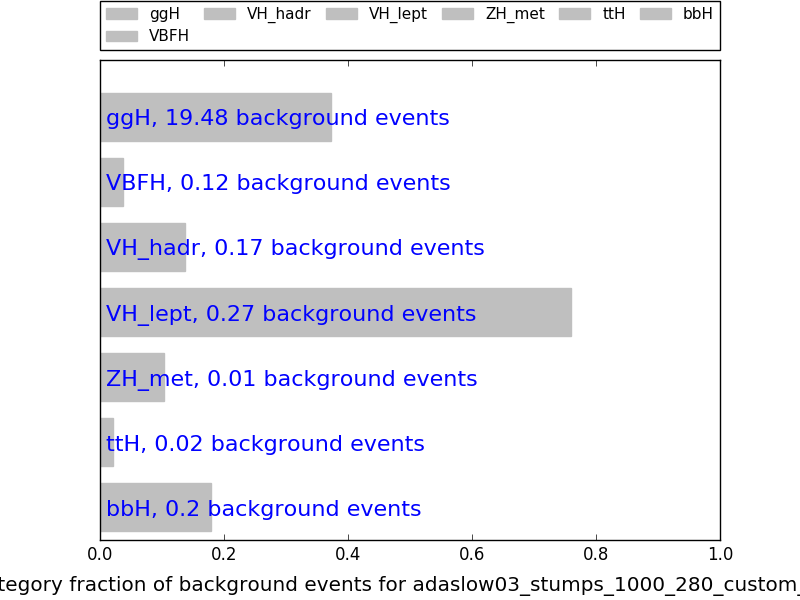 ggH VH_hadr VH_lept ZH_met ttH bbH
VBFH
ggH, 19.48 background events
VBFH, 0.12 background events
VH_hadr, 0.17 background events
VH_lept, 0.27 background events
ZH_met, 0.01 background events
ttH, 0.02 background events
bbH, 0.2 background events
0.0 0.2 0.4 0.6 0.8 1.0
tegory fraction of background events for adaslow03_stumps_1000_280_custom_